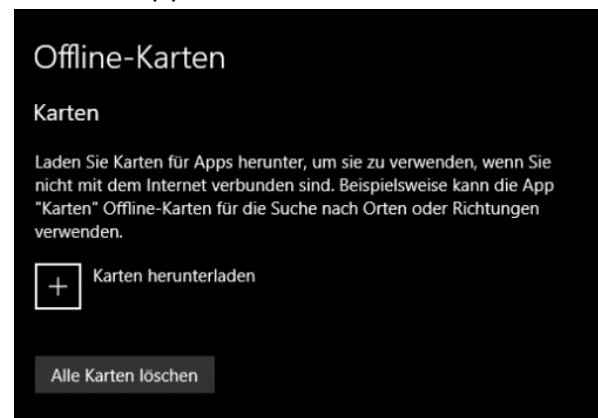 Offline-Karten
Karten
Laden Sie Karten für Apps herunter, um sie zu verwenden, wenn Sie
nicht mit dem Internet verbunden sind. Beispielsweise kann die App
"Karten" Offline-Karten für die Suche nach Orten oder Richtungen
verwenden.
Karten herunterladen
Alle Karten löschen